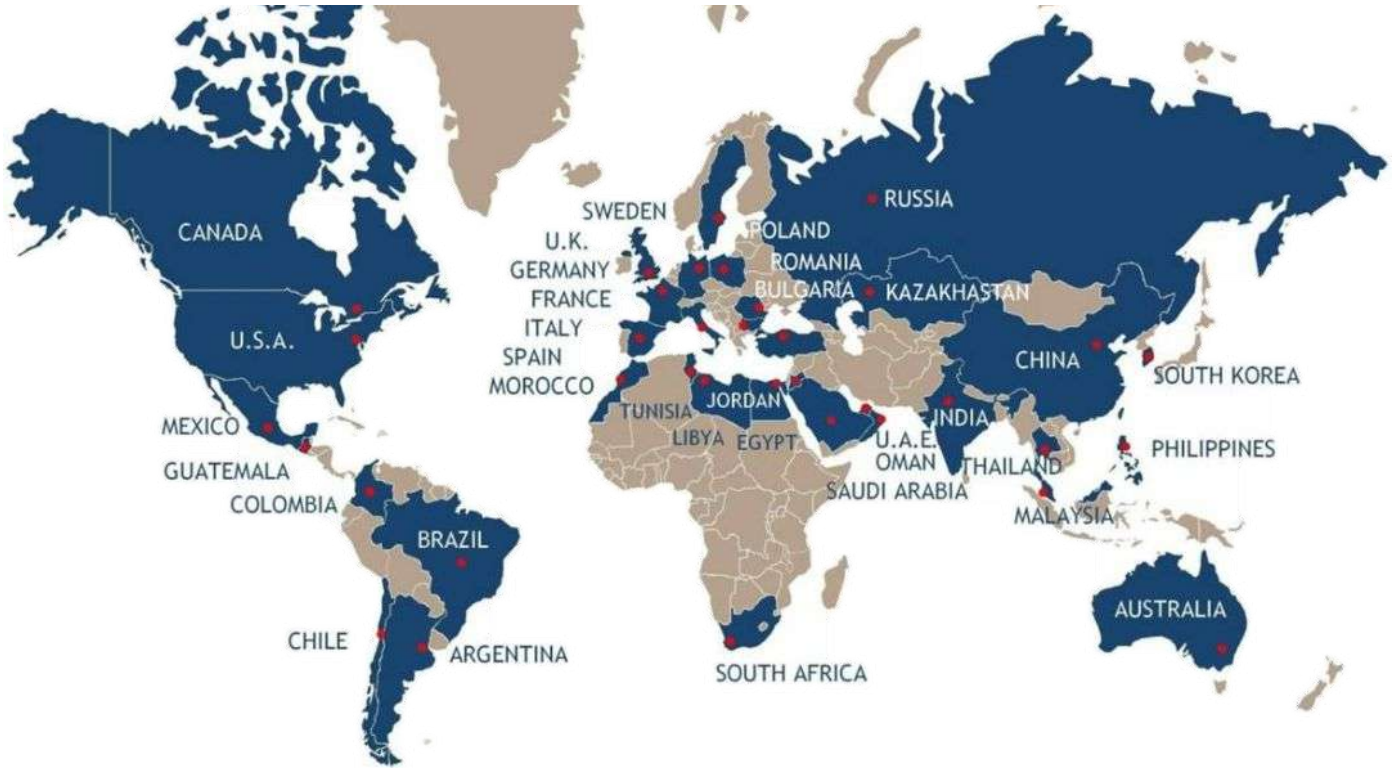 CANADA
U.S.A.
MEXICO
GUATEMALA
COLOMBIA
BRAZIL
CHILE
ARGENTINA
SWEDEN
U.K.
GERMANY
FRANCE
ITALY
SPAIN
MOROCCO
POLAND
ROMANIA
BULGARIA
TUNISIA
LIBYA
EGYPT
JORDAN
SOUTH AFRICA
RUSSIA
KAZAKHSTAN
CHINA
SOUTH KOREA
INDIA
U.A.E.
OMAN
SAUDI ARABIA
THAILAND
PHILIPPINES
MALAYSIA
AUSTRALIA